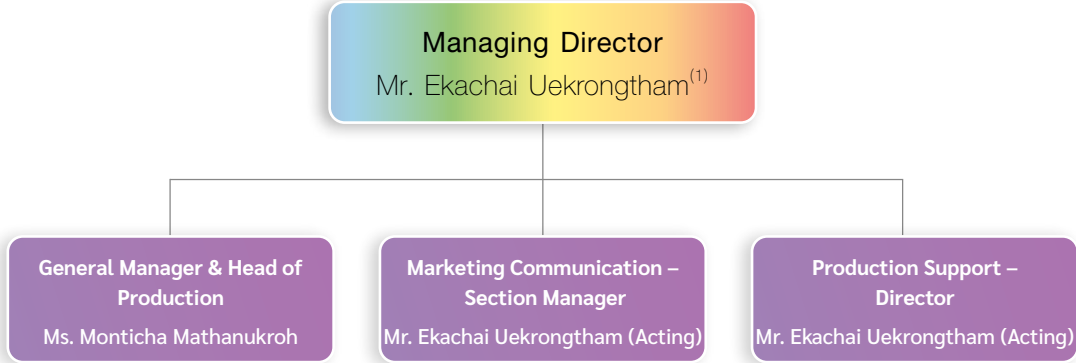 Managing Director
Mr. Ekachai Uekrongtham(1)
General Manager & Head of
Production
Ms. Monticha Mathanukroh
Marketing Communication –
Section Manager
Mr. Ekachai Uekrongtham (Acting)
Production Support –
Director
Mr. Ekachai Uekrongtham (Acting)